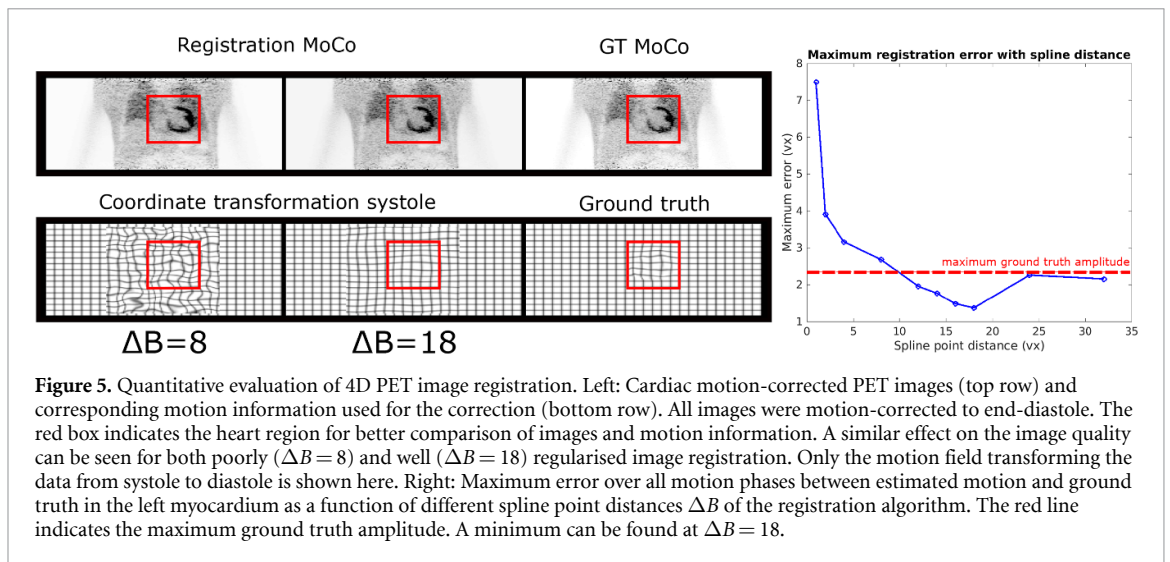 Registration MoCo
GT MoCo
Coordinate transformation systole
Ground truth
ΔB=8
ΔB=18
Maximum registration error with spline distance
Maximum error (vx)
8
7
6
5
4
3
2
1
maximum ground truth amplitude
0
5
10
15
20
25
30
35
Spline point distance (vx)
Figure 5. Quantitative evaluation of 4D PET image registration. Left: Cardiac motion-corrected PET images (top row) and
corresponding motion information used for the correction (bottom row). All images were motion-corrected to end-diastole. The
red box indicates the heart region for better comparison of images and motion information. A similar effect on the image quality
can be seen for both poorly (ΔB = 8) and well (ΔB = 18) regularised image registration. Only the motion field transforming the
data from systole to diastole is shown here. Right: Maximum error over all motion phases between estimated motion and ground
truth in the left myocardium as a function of different spline point distances ΔB of the registration algorithm. The red line
indicates the maximum ground truth amplitude. A minimum can be found at ΔB = 18.